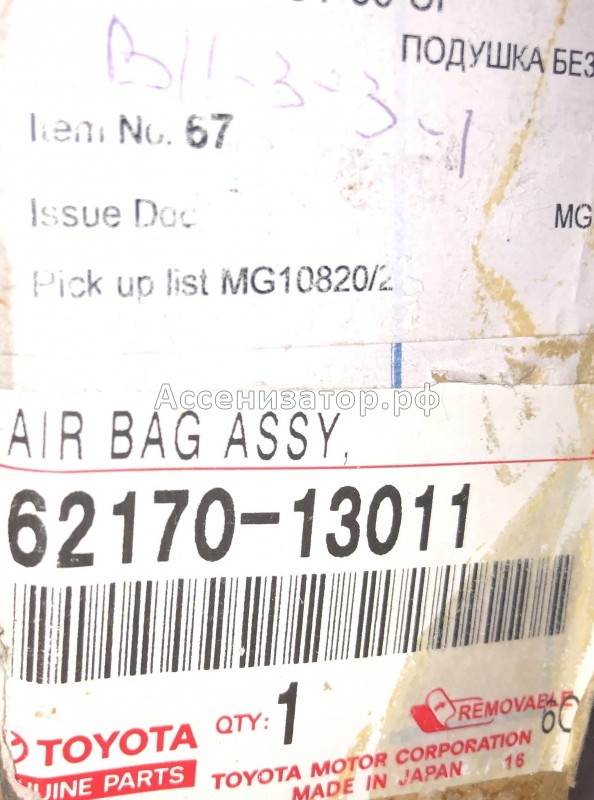 ПОДУШКА БЕЗ
B11-3-3-1
Item No. 67
Issue Doc
MG
Pick up list MG10820/2
Ассенизатор.рф
AIR BAG ASSY,
62170-13011
QTY: 1
REMOVABLE
60
TOYOTA
GENUINE PARTS
TOYOTA MOTOR CORPORATION 16
MADE IN JAPAN